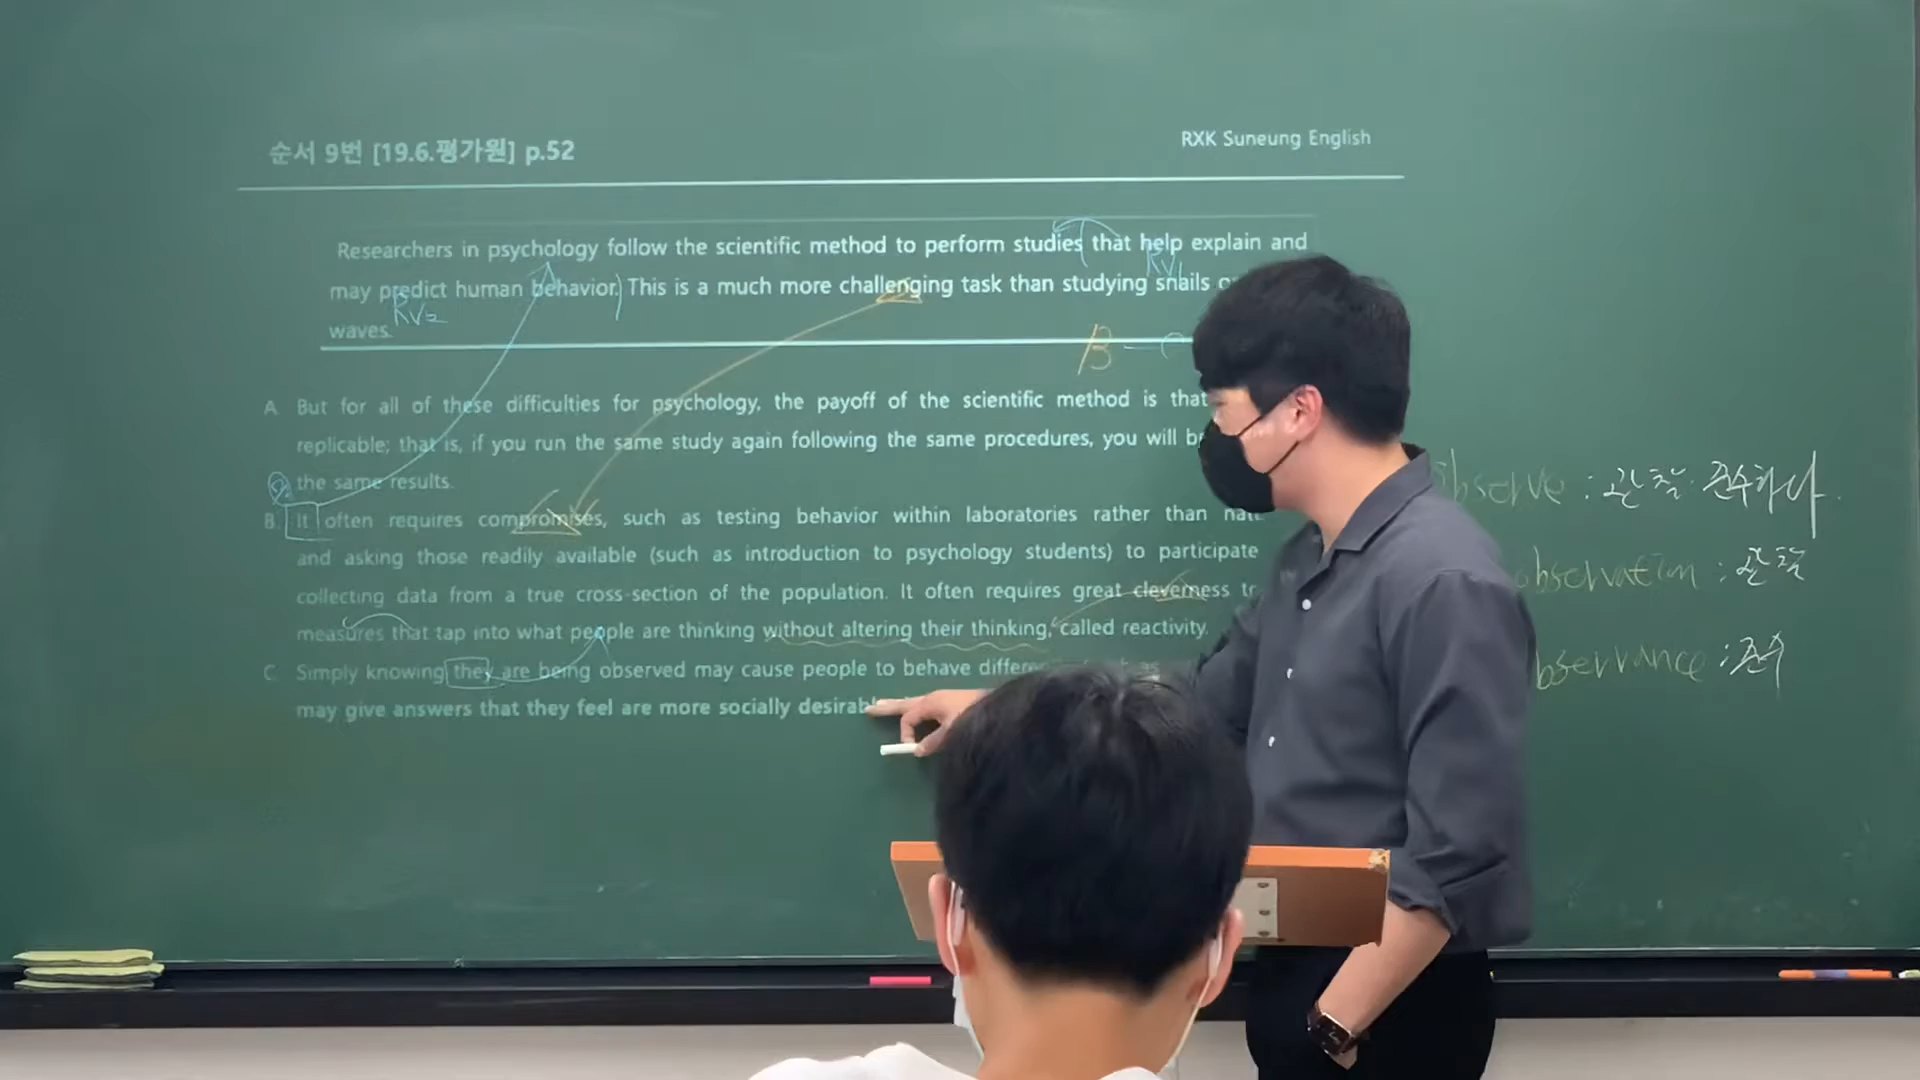 순서 9번 [19.6.평가원] p.52
RXK Suneung English
Researchers in psychology follow the scientific method to perform studies that help explain and
RV1
may predict human behavior. This is a much more challenging task than studying snails
RV2
waves.
B — C
A. But for all of these difficulties for psychology, the payoff of the scientific method is that
replicable; that is, if you run the same study again following the same procedures, you will
the same results.
B. It often requires compromises, such as testing behavior within laboratories rather than
and asking those readily available (such as introduction to psychology students) to participate
collecting data from a true cross-section of the population. It often requires great cleverness
measures that tap into what people are thinking without altering their thinking, called reactivity.
C. Simply knowing they are being observed may cause people to behave
may give answers that they feel are more socially
observe : 관찰. 준수하다.
observation : 관찰
observance : 준수